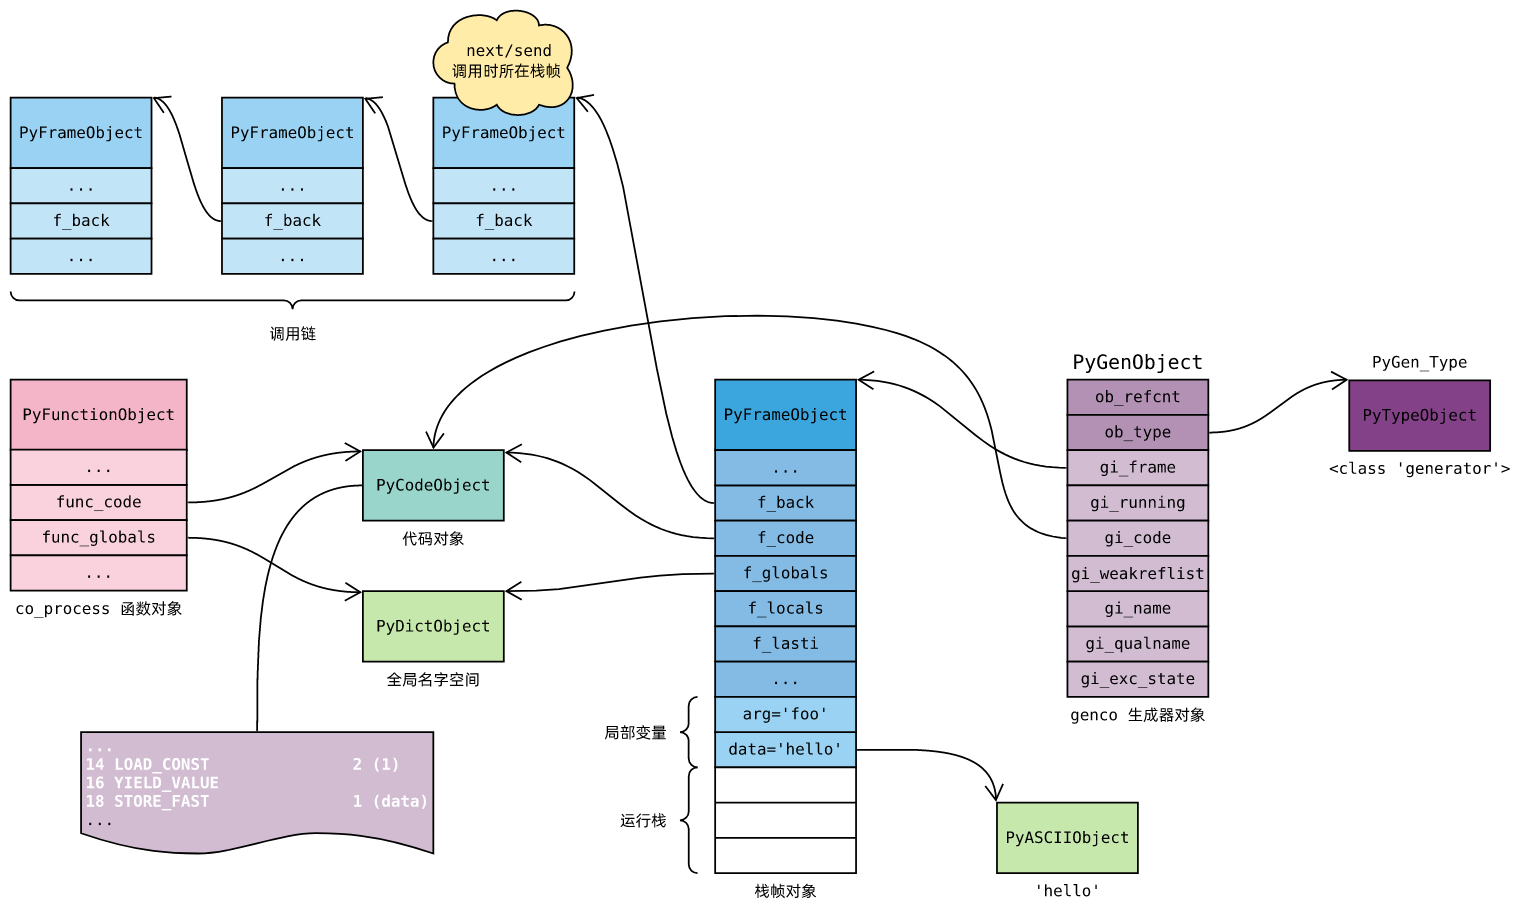 next/send
调用时所在栈帧
PyFrameObject
...
f_back
...
PyFrameObject
...
f_back
...
PyFrameObject
...
f_back
...
调用链
PyFunctionObject
...
func_code
func_globals
...
co_process 函数对象
PyCodeObject
代码对象
PyDictObject
全局名字空间
...
14 LOAD_CONST 2 (1)
16 YIELD_VALUE
18 STORE_FAST 1 (data)
...
PyFrameObject
...
f_back
f_code
f_globals
f_locals
f_lasti
...
arg='foo'
data='hello'
局部变量
运行栈
栈帧对象
PyGenObject
ob_refcnt
ob_type
gi_frame
gi_running
gi_code
gi_weakreflist
gi_name
gi_qualname
gi_exc_state
genco 生成器对象
PyGen_Type
PyTypeObject
<class 'generator'>
PyASCIIObject
'hello'